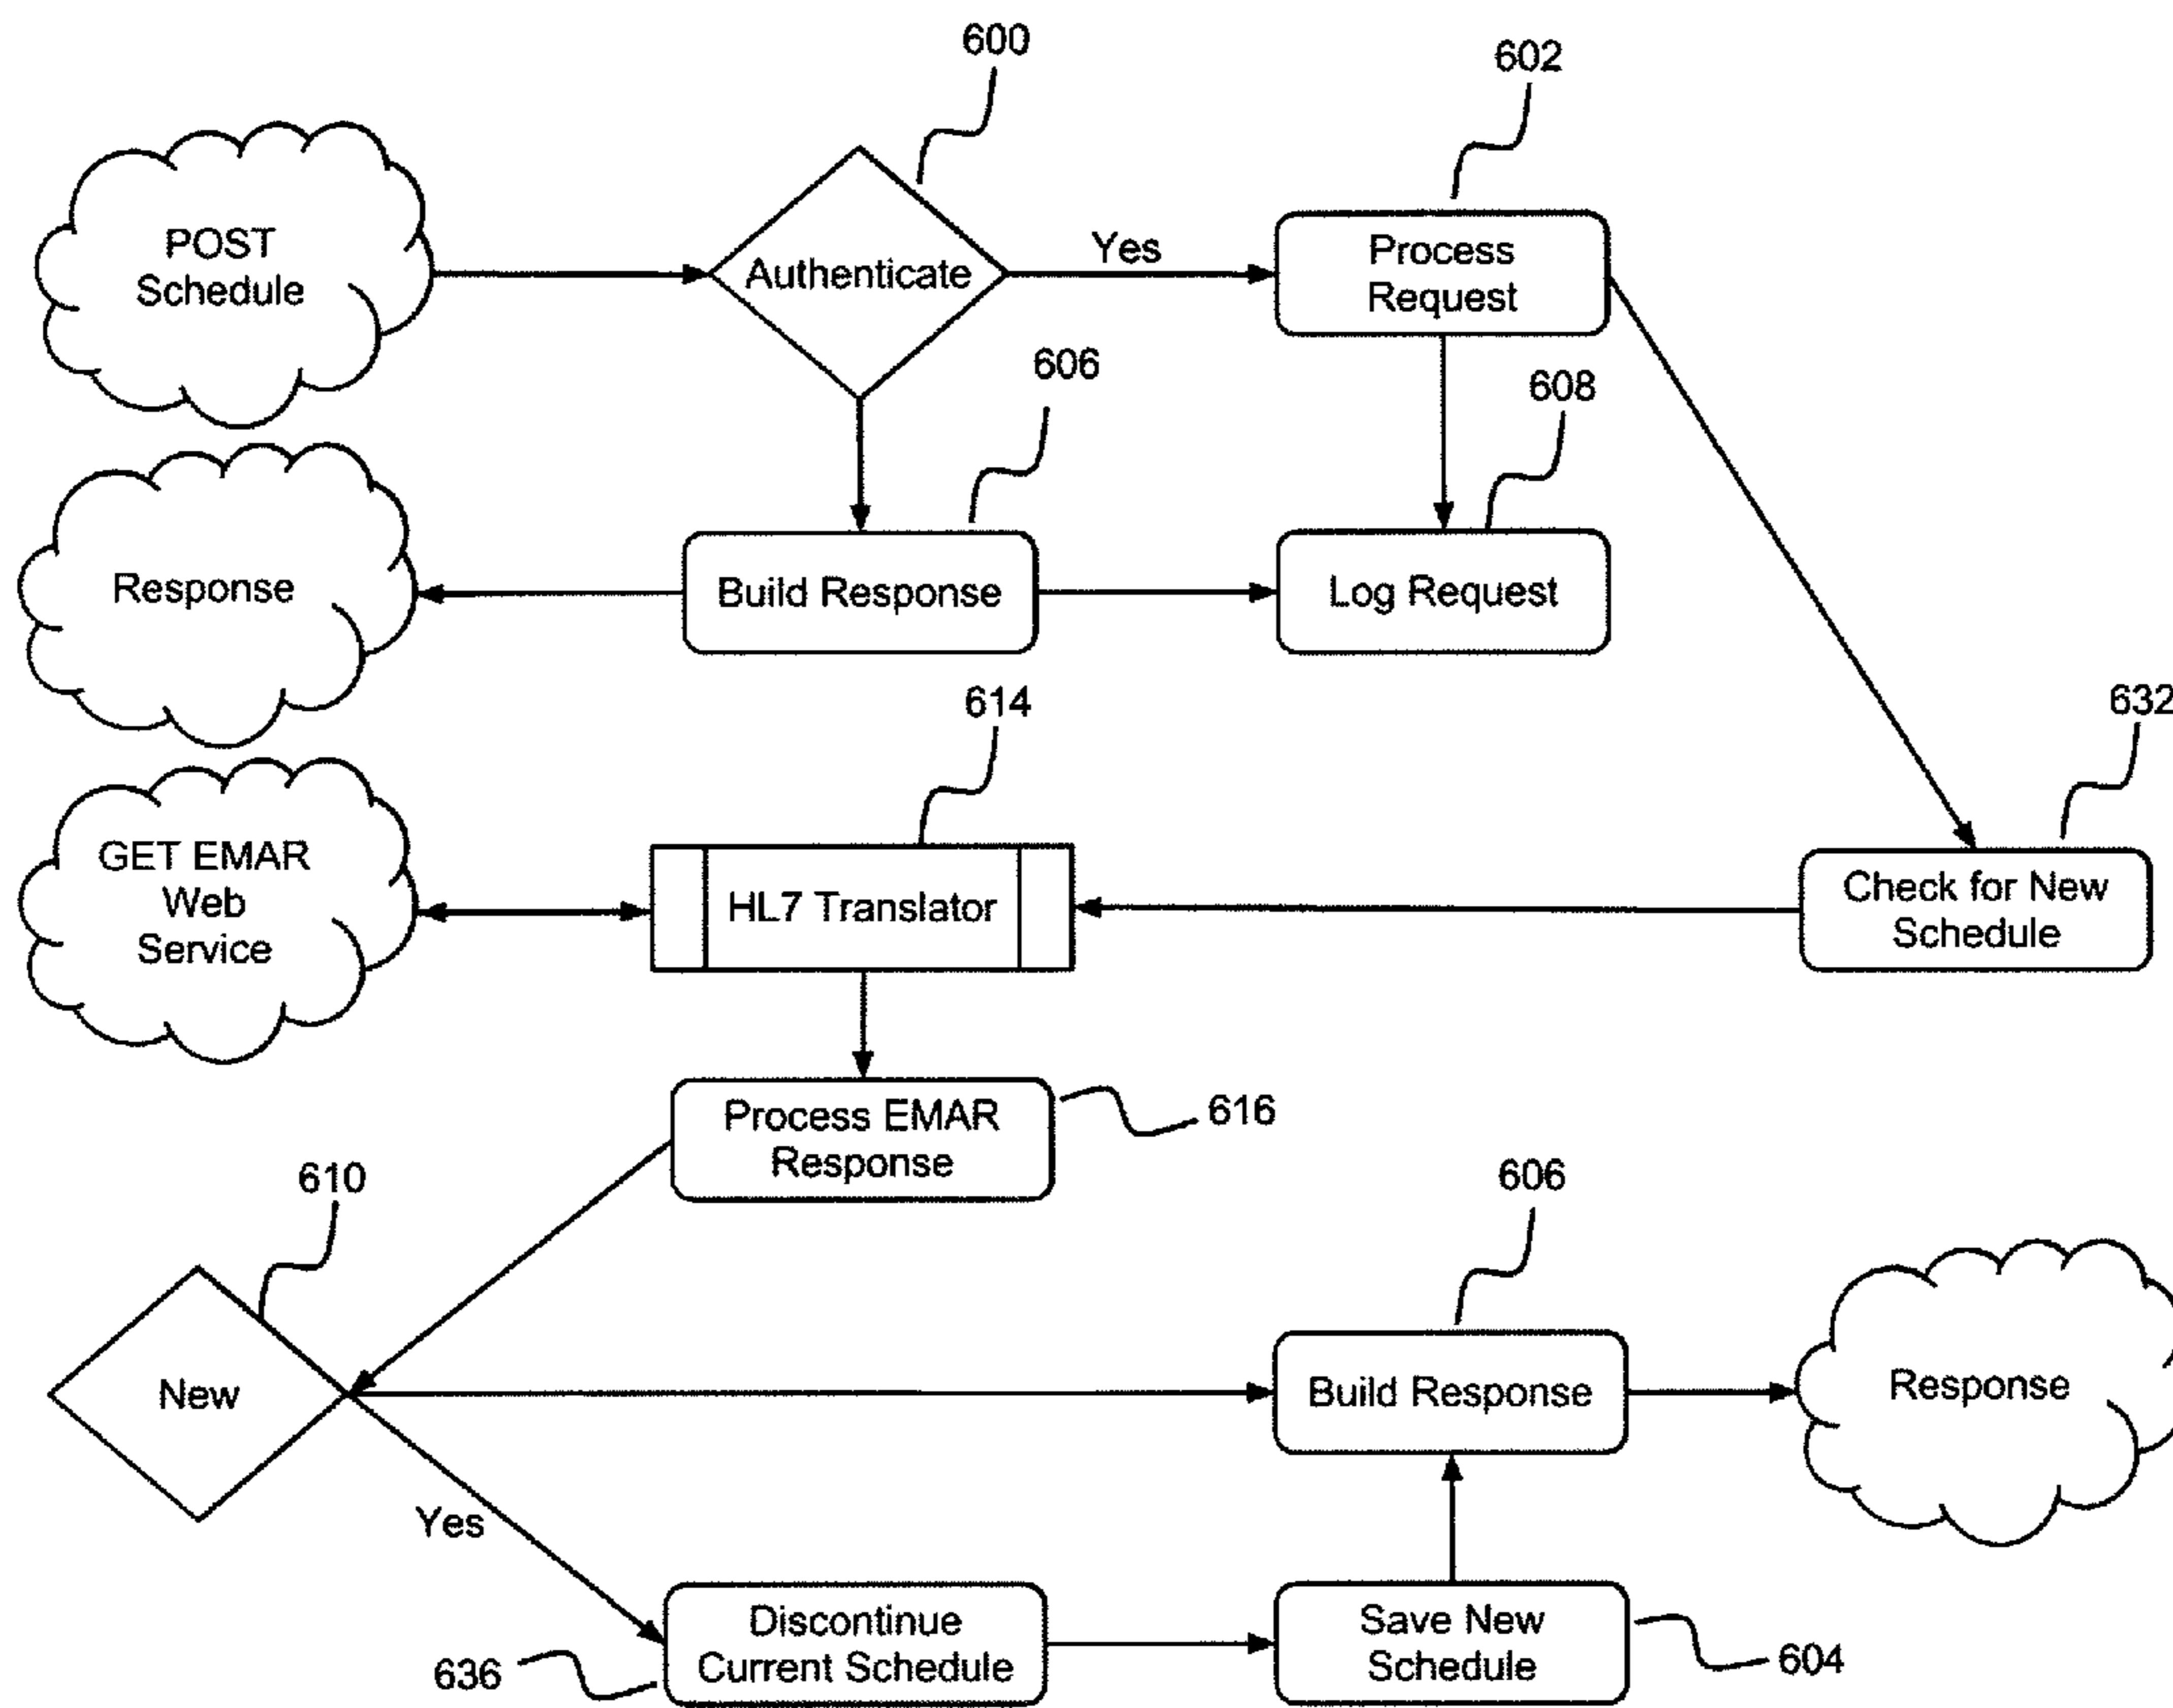 600
602
POST
Schedule
Authenticate
Yes
Process
Request
606
608
Response
Build Response
Log Request
614
632
GET EMAR
Web
Service
HL7 Translator
Check for New
Schedule
Process EMAR
Response
616
610
606
New
Build Response
Response
Yes
Discontinue
Current Schedule
636
Save New
Schedule
604